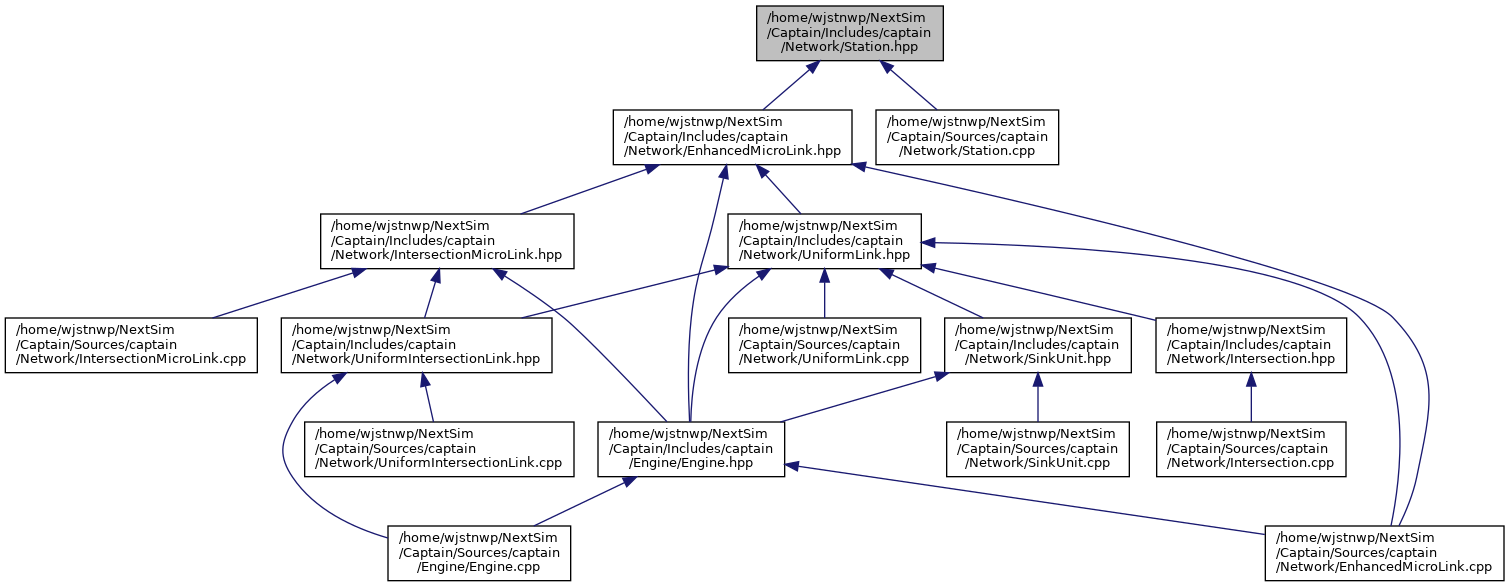 /home/wjstnwp/NextSim
/Captain/Includes/captain
/Network/Station.hpp
/home/wjstnwp/NextSim
/Captain/Includes/captain
/Network/EnhancedMicroLink.hpp
/home/wjstnwp/NextSim
/Captain/Sources/captain
/Network/Station.cpp
/home/wjstnwp/NextSim
/Captain/Includes/captain
/Network/IntersectionMicroLink.hpp
/home/wjstnwp/NextSim
/Captain/Includes/captain
/Network/UniformLink.hpp
/home/wjstnwp/NextSim
/Captain/Sources/captain
/Network/IntersectionMicroLink.cpp
/home/wjstnwp/NextSim
/Captain/Includes/captain
/Network/UniformIntersectionLink.hpp
/home/wjstnwp/NextSim
/Captain/Sources/captain
/Network/UniformLink.cpp
/home/wjstnwp/NextSim
/Captain/Includes/captain
/Network/SinkUnit.hpp
/home/wjstnwp/NextSim
/Captain/Includes/captain
/Network/Intersection.hpp
/home/wjstnwp/NextSim
/Captain/Sources/captain
/Network/UniformIntersectionLink.cpp
/home/wjstnwp/NextSim
/Captain/Includes/captain
/Engine/Engine.hpp
/home/wjstnwp/NextSim
/Captain/Sources/captain
/Network/SinkUnit.cpp
/home/wjstnwp/NextSim
/Captain/Sources/captain
/Network/Intersection.cpp
/home/wjstnwp/NextSim
/Captain/Sources/captain
/Engine/Engine.cpp
/home/wjstnwp/NextSim
/Captain/Sources/captain
/Network/EnhancedMicroLink.cpp